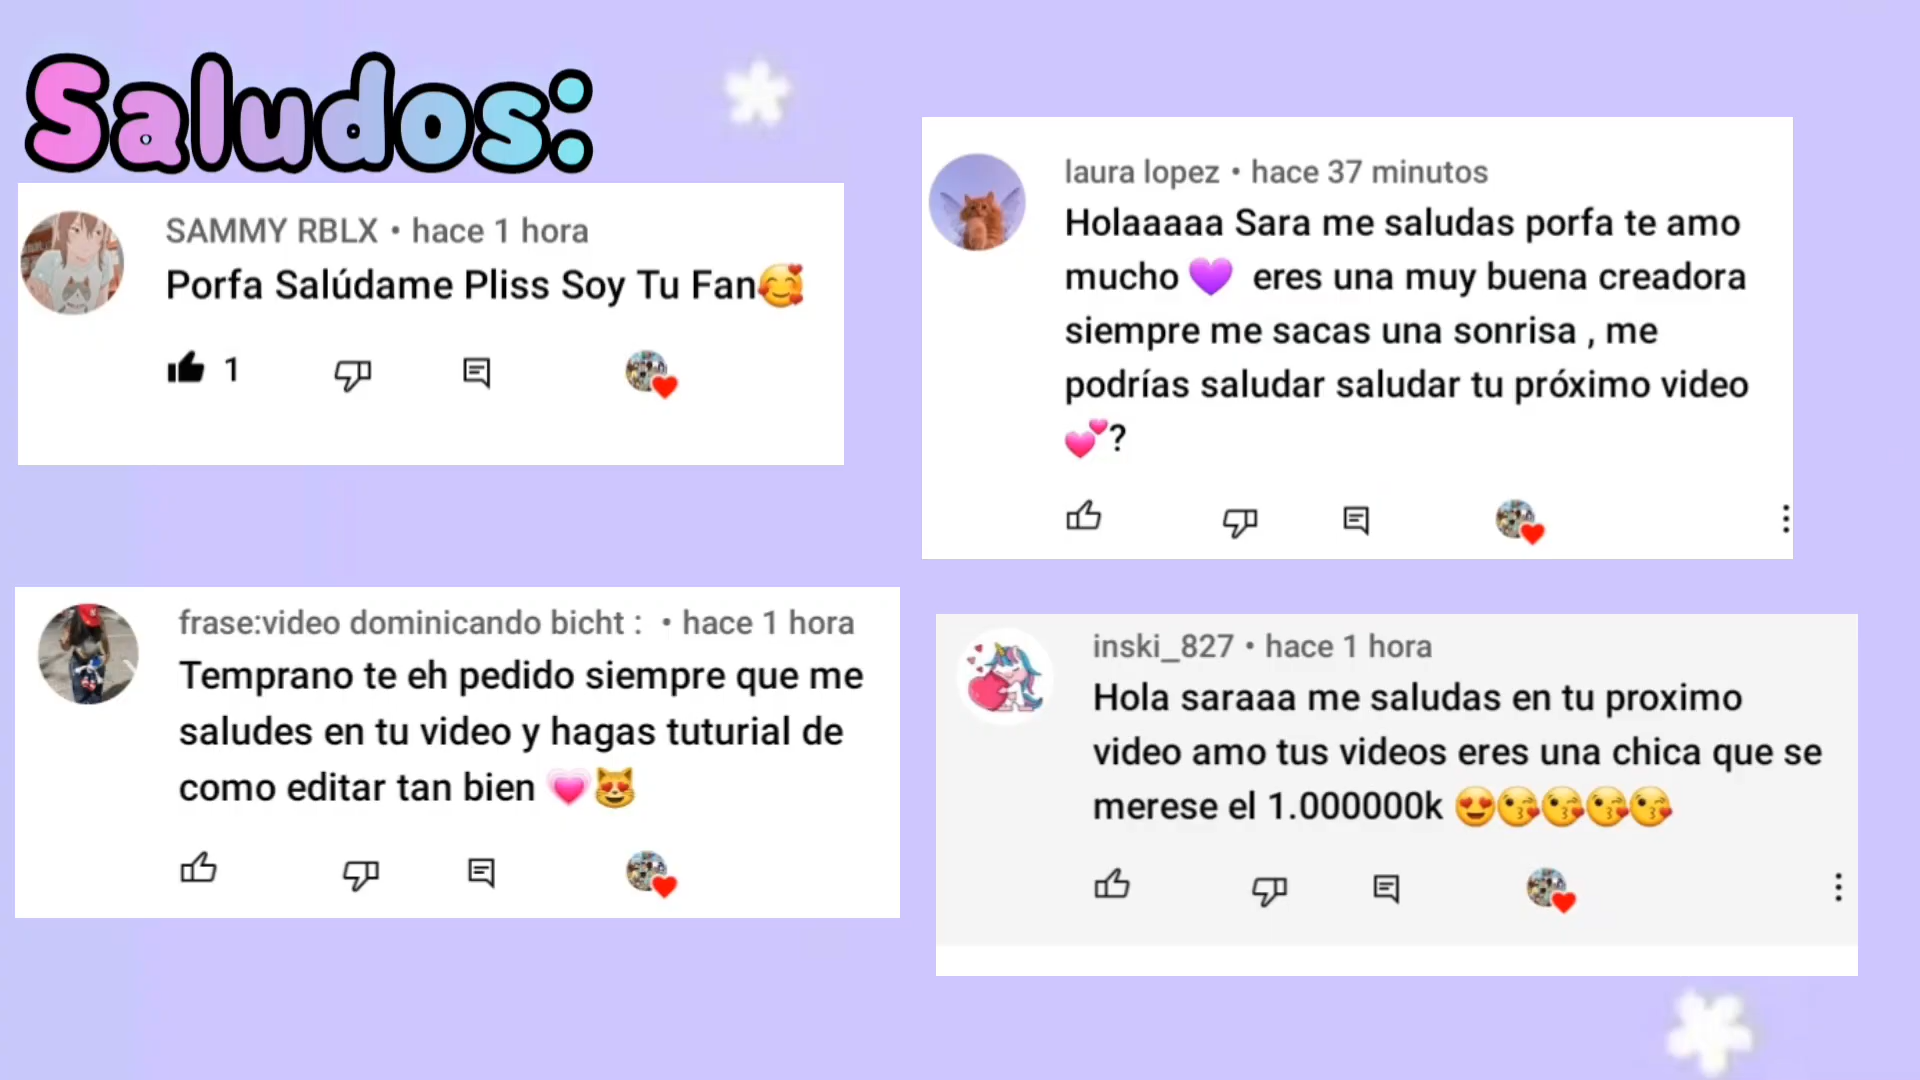 Saludos:
SAMMY RBLX • hace 1 hora
Porfa Salúdame Pliss Soy Tu Fan🥰
1
laura lopez • hace 37 minutos
Holaaaaa Sara me saludas porfa te amo
mucho 💜 eres una muy buena creadora
siempre me sacas una sonrisa , me
podrías saludar saludar tu próximo video
💕?
frase:video dominicando bicht : • hace 1 hora
Temprano te eh pedido siempre que me
saludes en tu video y hagas tuturial de
como editar tan bien 💗😻
inski_827 • hace 1 hora
Hola saraaa me saludas en tu proximo
video amo tus videos eres una chica que se
merese el 1.000000k 😍😘😘😘😘